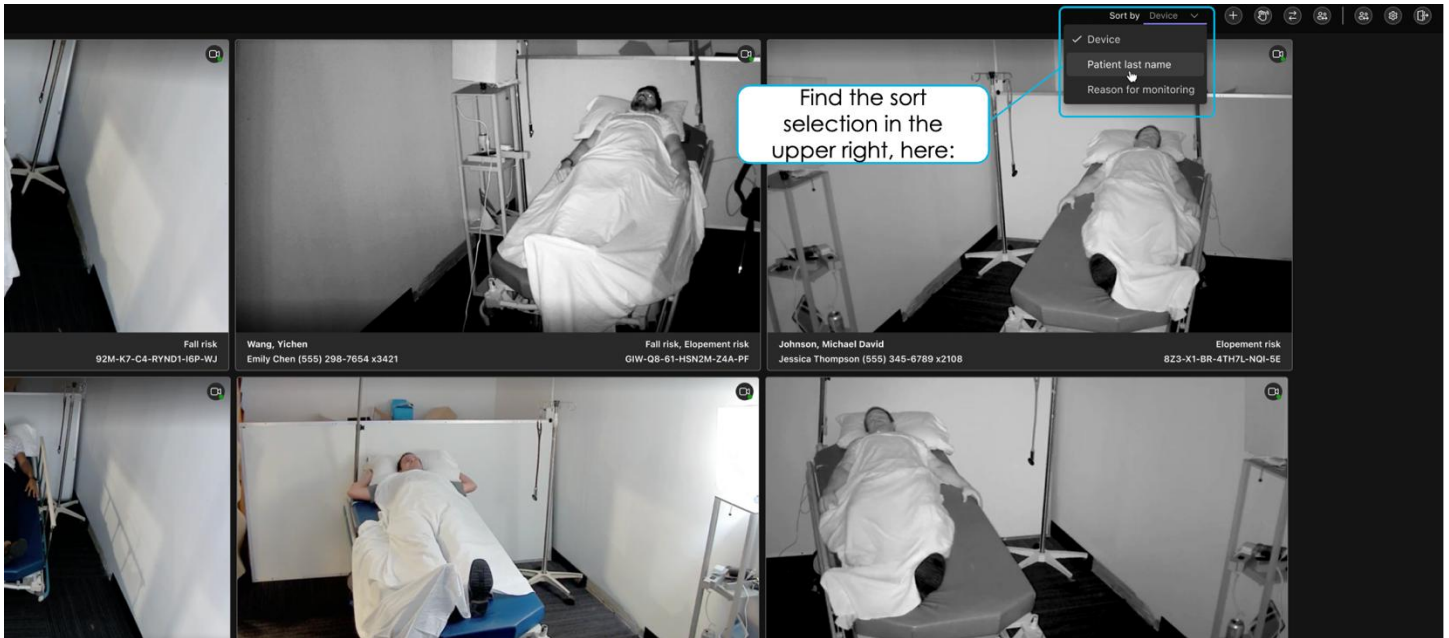 Sort by Device
Device
Patient last name
Reason for monitoring
Find the sort
selection in the
upper right, here:
Fall risk
92M-K7-C4-RYND1-I6P-WJ
Wang, Yichen
Fall risk, Elopement risk
Emily Chen (555) 298-7654 x3421
GIW-Q8-61-HSN2M-Z4A-PF
Johnson, Michael David
Elopement risk
Jessica Thompson (555) 345-6789 x2108
8Z3-X1-BR-4TH7L-NQI-5E